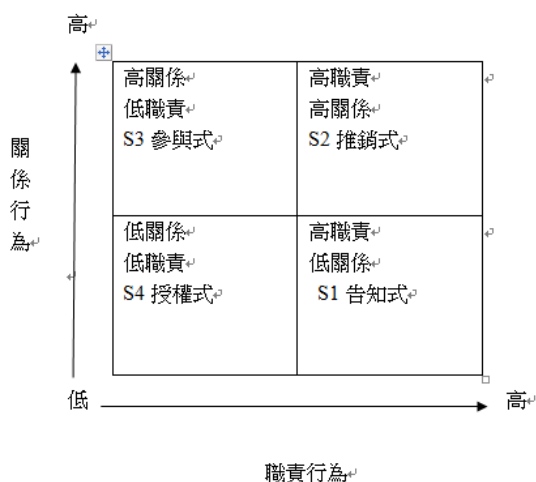 高
高關係
低職責
S3 參與式
高職責
高關係
S2 推銷式
關
係
行
為
低關係
低職責
S4 授權式
高職責
低關係
S1 告知式
低
高
職責行為